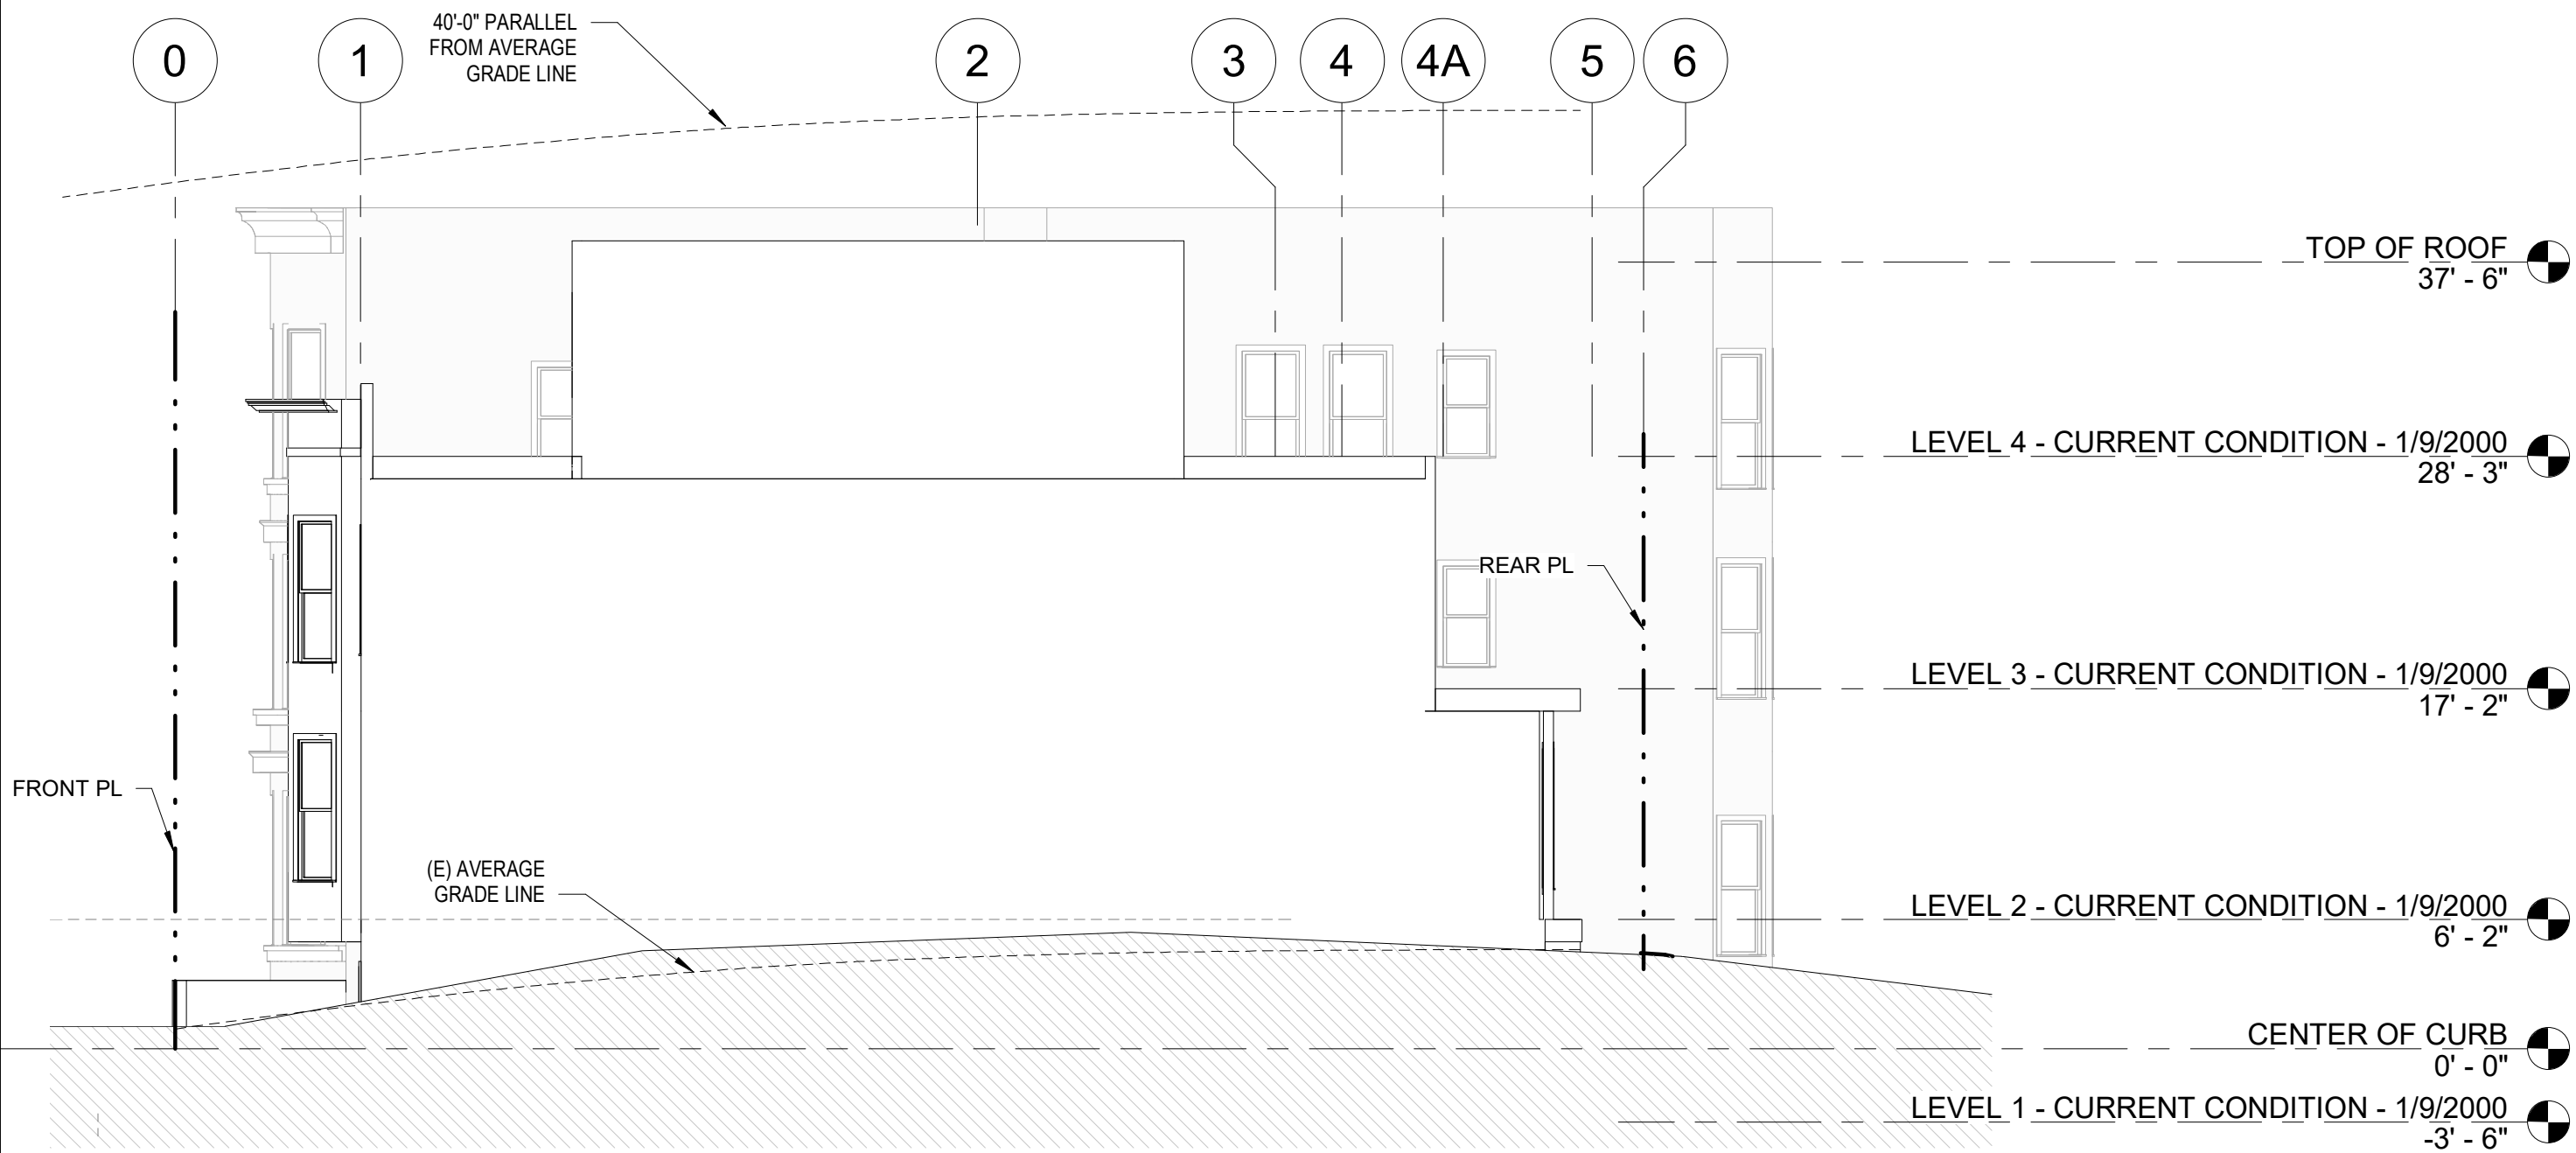 40'-0" PARALLEL
FROM AVERAGE
GRADE LINE
0
1
2
3
4
4A
5
6
TOP OF ROOF
37' - 6"
LEVEL 4 - CURRENT CONDITION - 1/9/2000
28' - 3"
REAR PL
LEVEL 3 - CURRENT CONDITION - 1/9/2000
17' - 2"
FRONT PL
(E) AVERAGE
GRADE LINE
LEVEL 2 - CURRENT CONDITION - 1/9/2000
6' - 2"
CENTER OF CURB
0' - 0"
LEVEL 1 - CURRENT CONDITION - 1/9/2000
-3' - 6"